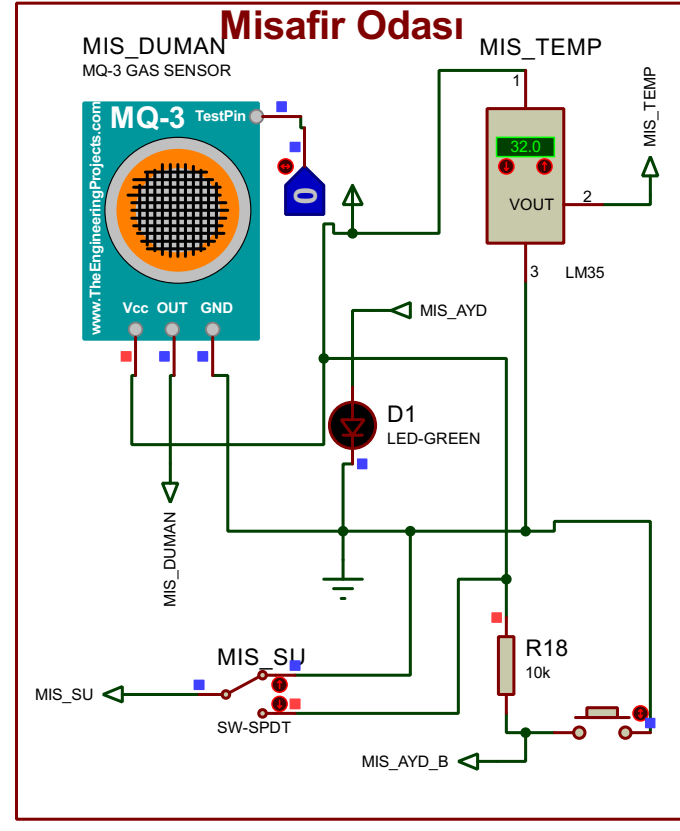 Misafir Odası
MIS_DUMAN
MQ-3 GAS SENSOR
MIS_TEMP
MQ-3
TestPin
www.TheEngineeringProjects.com
0
Vcc OUT GND
1
32.0
VOUT
2
MIS_TEMP
3
LM35
MIS_AYD
D1
LED-GREEN
MIS_DUMAN
MIS_SU
MIS_SU
SW-SPDT
R18
10k
MIS_AYD_B